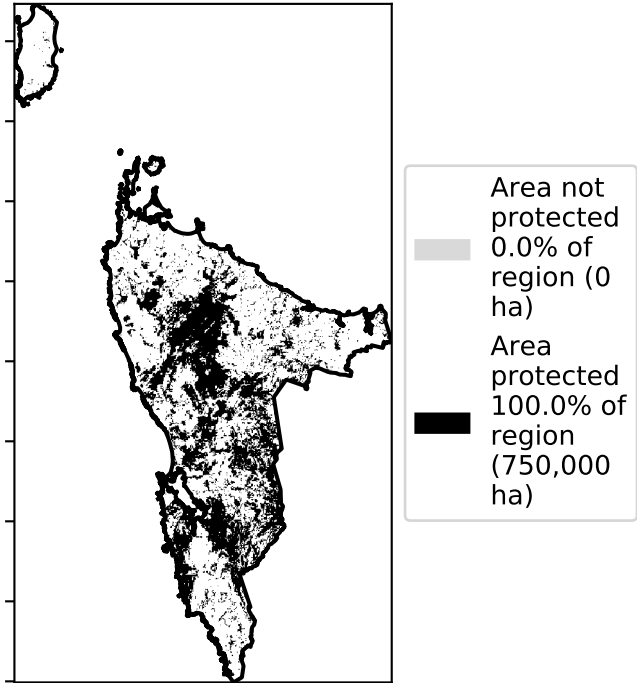 Area not
protected
0.0% of
region (0
ha)
Area
protected
100.0% of
region
(750,000
ha)